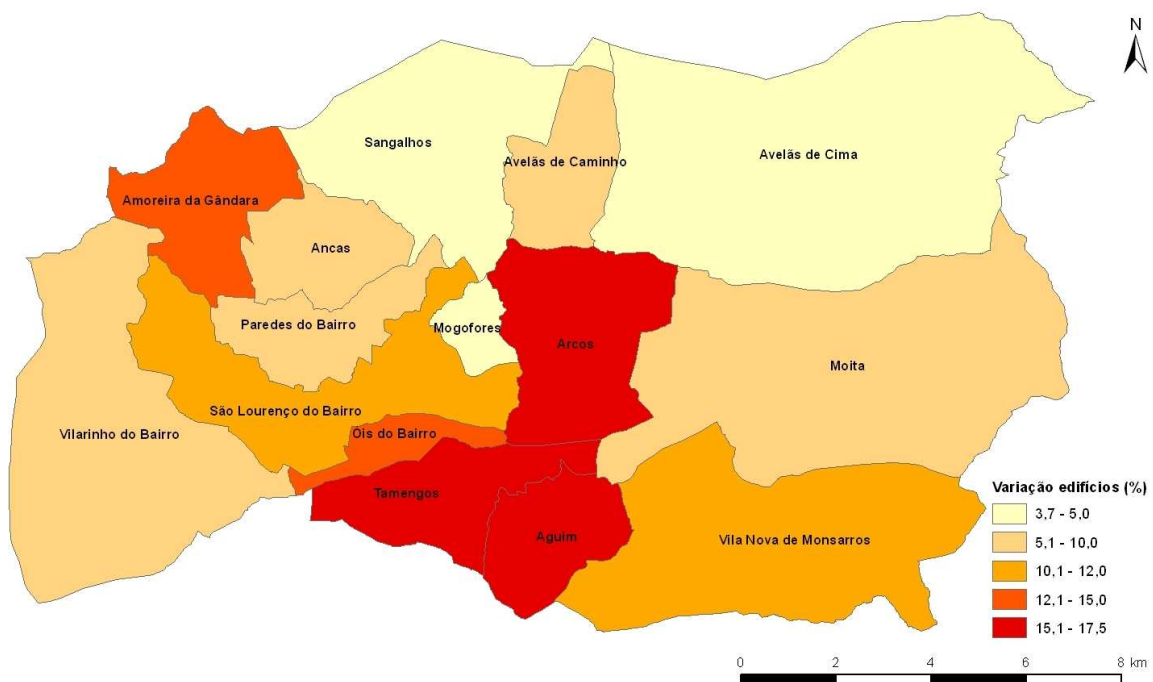 N
Sangalhos
Avelãs de Caminho
Avelãs de Cima
Amoreira da Gândara
Ancas
Paredes do Bairro
Mogofores
Arcos
Moita
São Lourenço do Bairro
Vilarinho do Bairro
Óis do Bairro
Tamengos
Aguim
Vila Nova de Monsarros
Variação edifícios (%)
3,7 - 5,0
5,1 - 10,0
10,1 - 12,0
12,1 - 15,0
15,1 - 17,5
0 2 4 6 8 km